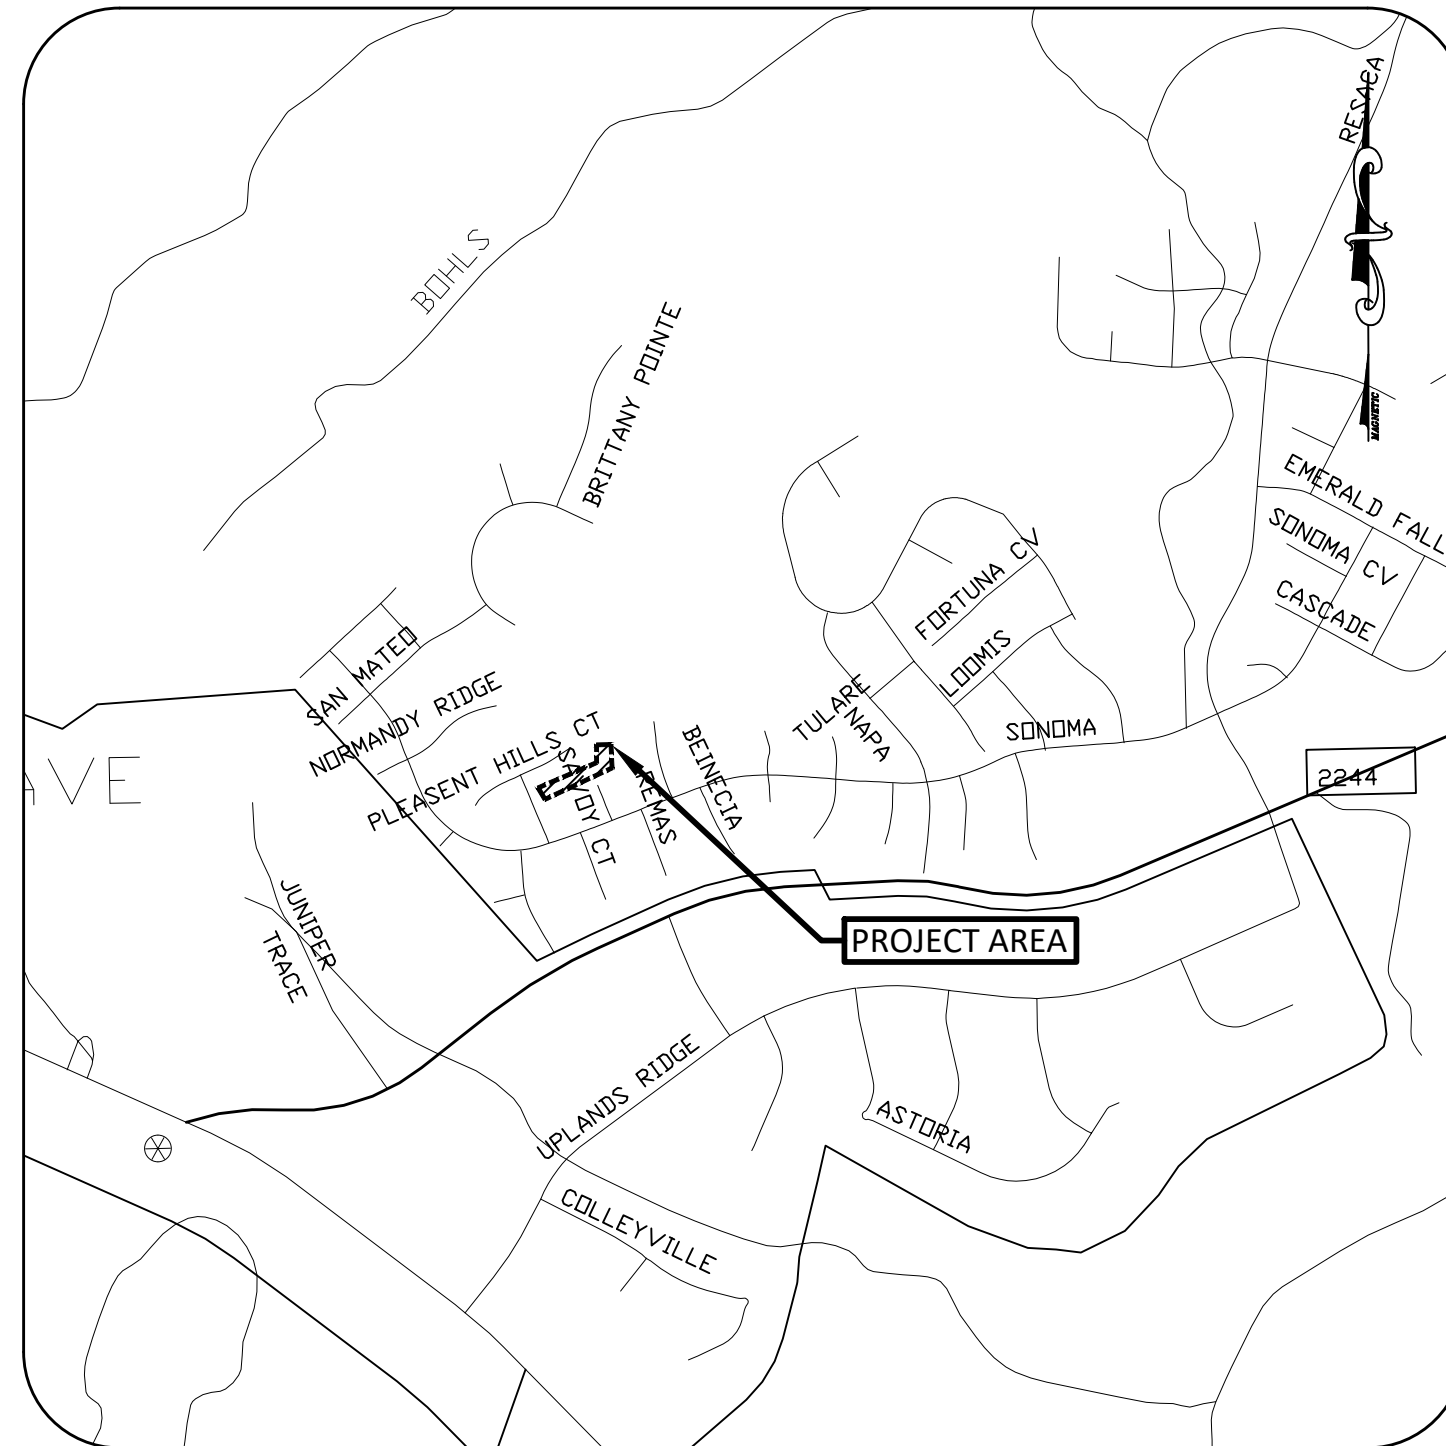 RESACA
BOHLS
BRITTANY POINTE
MAGNETIC
EMERALD FALL
SONOMA CV
CASCADE
FORTUNA CV
LOOMIS
SAN MATEO
NORMANDY RIDGE
TULARE
NAPA
SONOMA
PLEASENT HILLS CT
SAVOY CT
REMAS
BEINECIA
2244
AVE
JUNIPER
TRACE
PROJECT AREA
UPLANDS RIDGE
ASTORIA
COLLEYVILLE